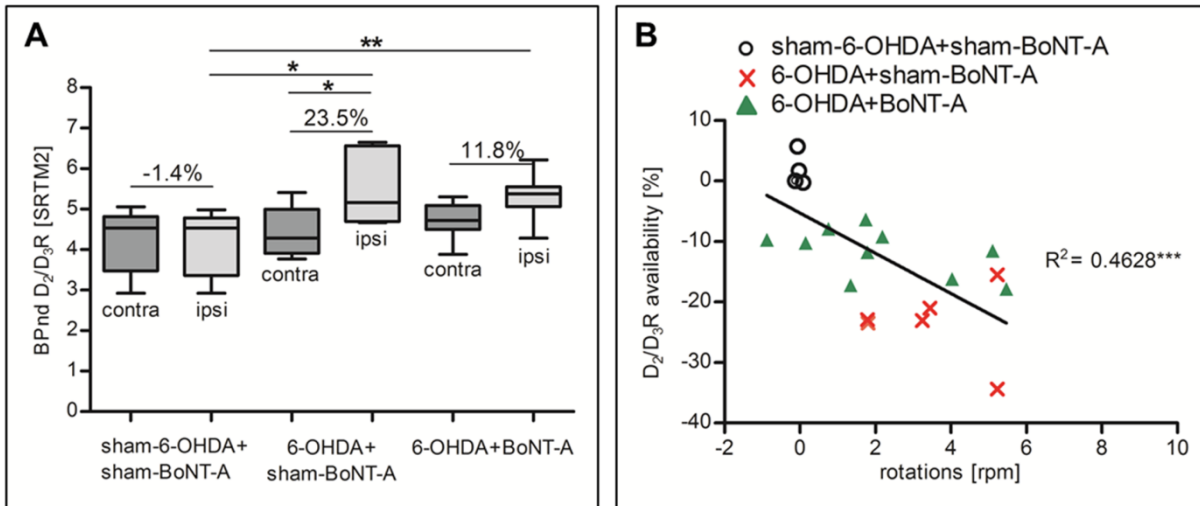 A
**
*
*
23.5%
-1.4%
11.8%
BPnd D2/D3R [SRTM2]
8
7
6
5
4
3
2
1
0
contra
ipsi
contra
ipsi
contra
ipsi
sham-6-OHDA+
sham-BoNT-A
6-OHDA+
sham-BoNT-A
6-OHDA+BoNT-A
B
sham-6-OHDA+sham-BoNT-A
6-OHDA+sham-BoNT-A
6-OHDA+BoNT-A
D2/D3R availability [%]
10
0
-10
-20
-30
-40
R2= 0.4628***
-2
0
2
4
6
8
10
rotations [rpm]